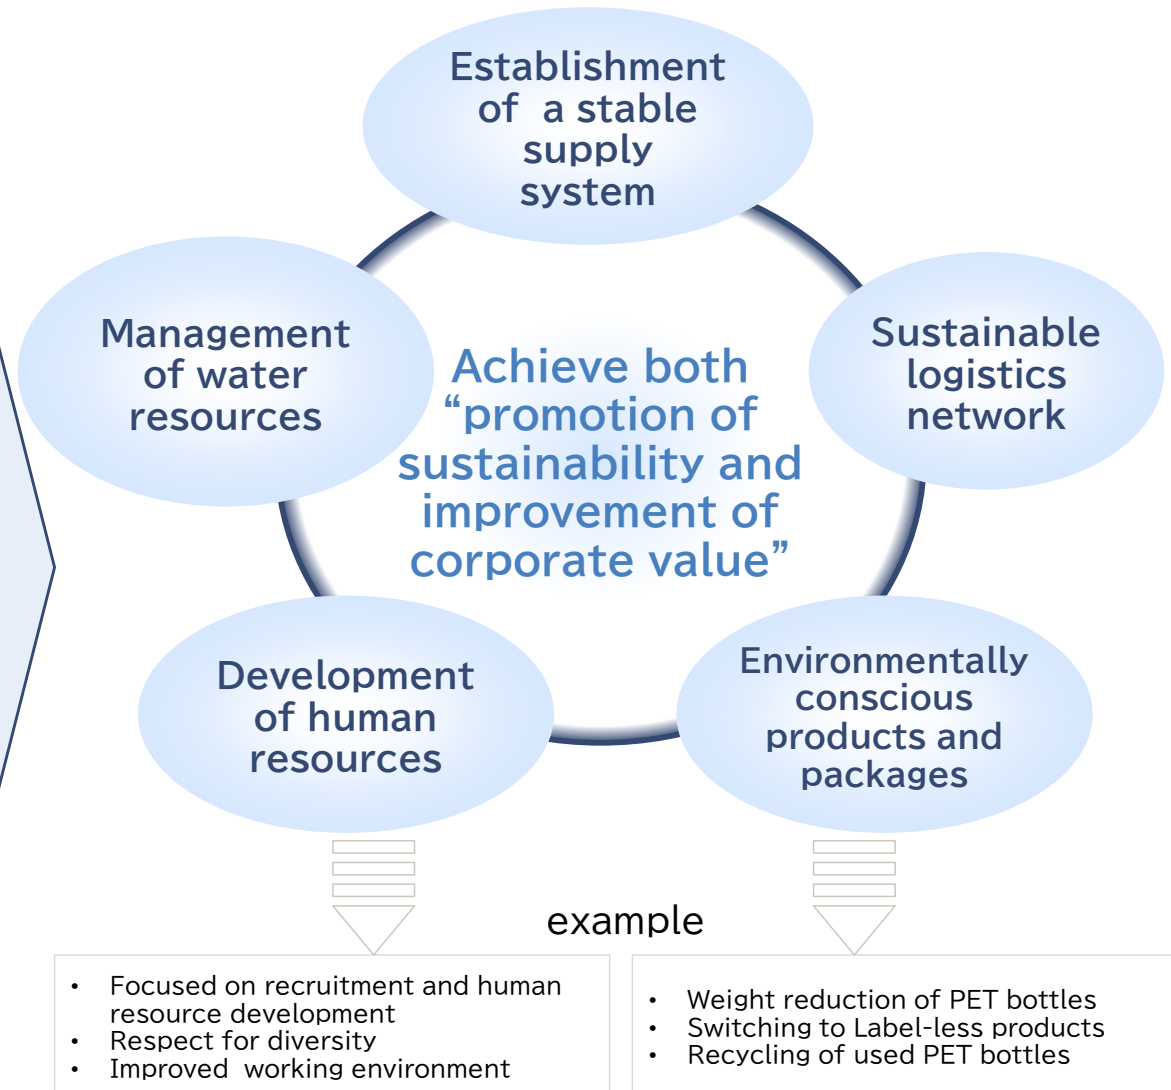 Establishment
of a stable
supply
system
Management
of water
resources
Sustainable
logistics
network
Achieve both
“promotion of
sustainability and
improvement of
corporate value”
Development
of human
resources
Environmentally
conscious
products and
packages
example
• Focused on recruitment and human
resource development
• Respect for diversity
• Improved working environment
• Weight reduction of PET bottles
• Switching to Label-less products
• Recycling of used PET bottles